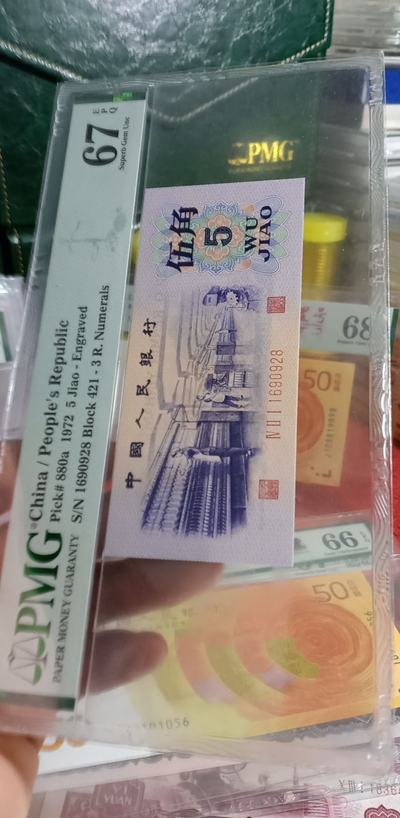 PMG
PMG
PAPER MONEY GUARANTY
China / People's Republic
Pick# 880a 1972 5 Jiao - Engraved
S/N 1690928 Block 421 - 3 R. Numerals
67
EPQ
Superb Gem Unc
中國人民銀行
伍角
5
WU
JIAO
1690928
68
50
66
50
YUAN